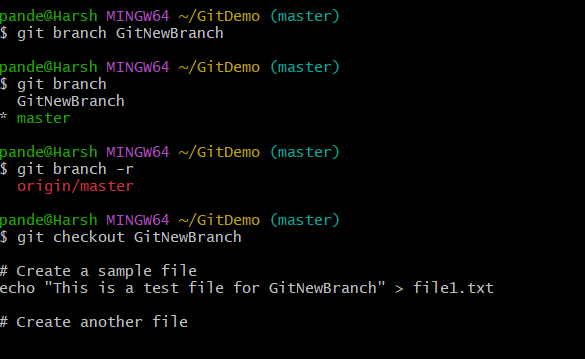 pande@Harsh MINGW64 ~/GitDemo (master)
$ git branch GitNewBranch
pande@Harsh MINGW64 ~/GitDemo (master)
$ git branch
GitNewBranch
* master
pande@Harsh MINGW64 ~/GitDemo (master)
$ git branch -r
origin/master
pande@Harsh MINGW64 ~/GitDemo (master)
$ git checkout GitNewBranch
# Create a sample file
echo "This is a test file for GitNewBranch" > file1.txt
# Create another file